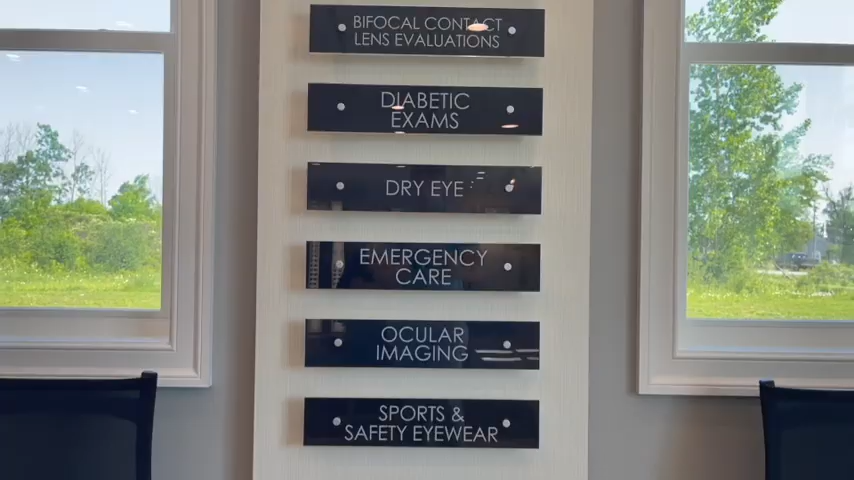 BIFOCAL CONTACT
LENS EVALUATIONS
DIABETIC
EXAMS
DRY EYE
EMERGENCY
CARE
OCULAR
IMAGING
SPORTS &
SAFETY EYEWEAR